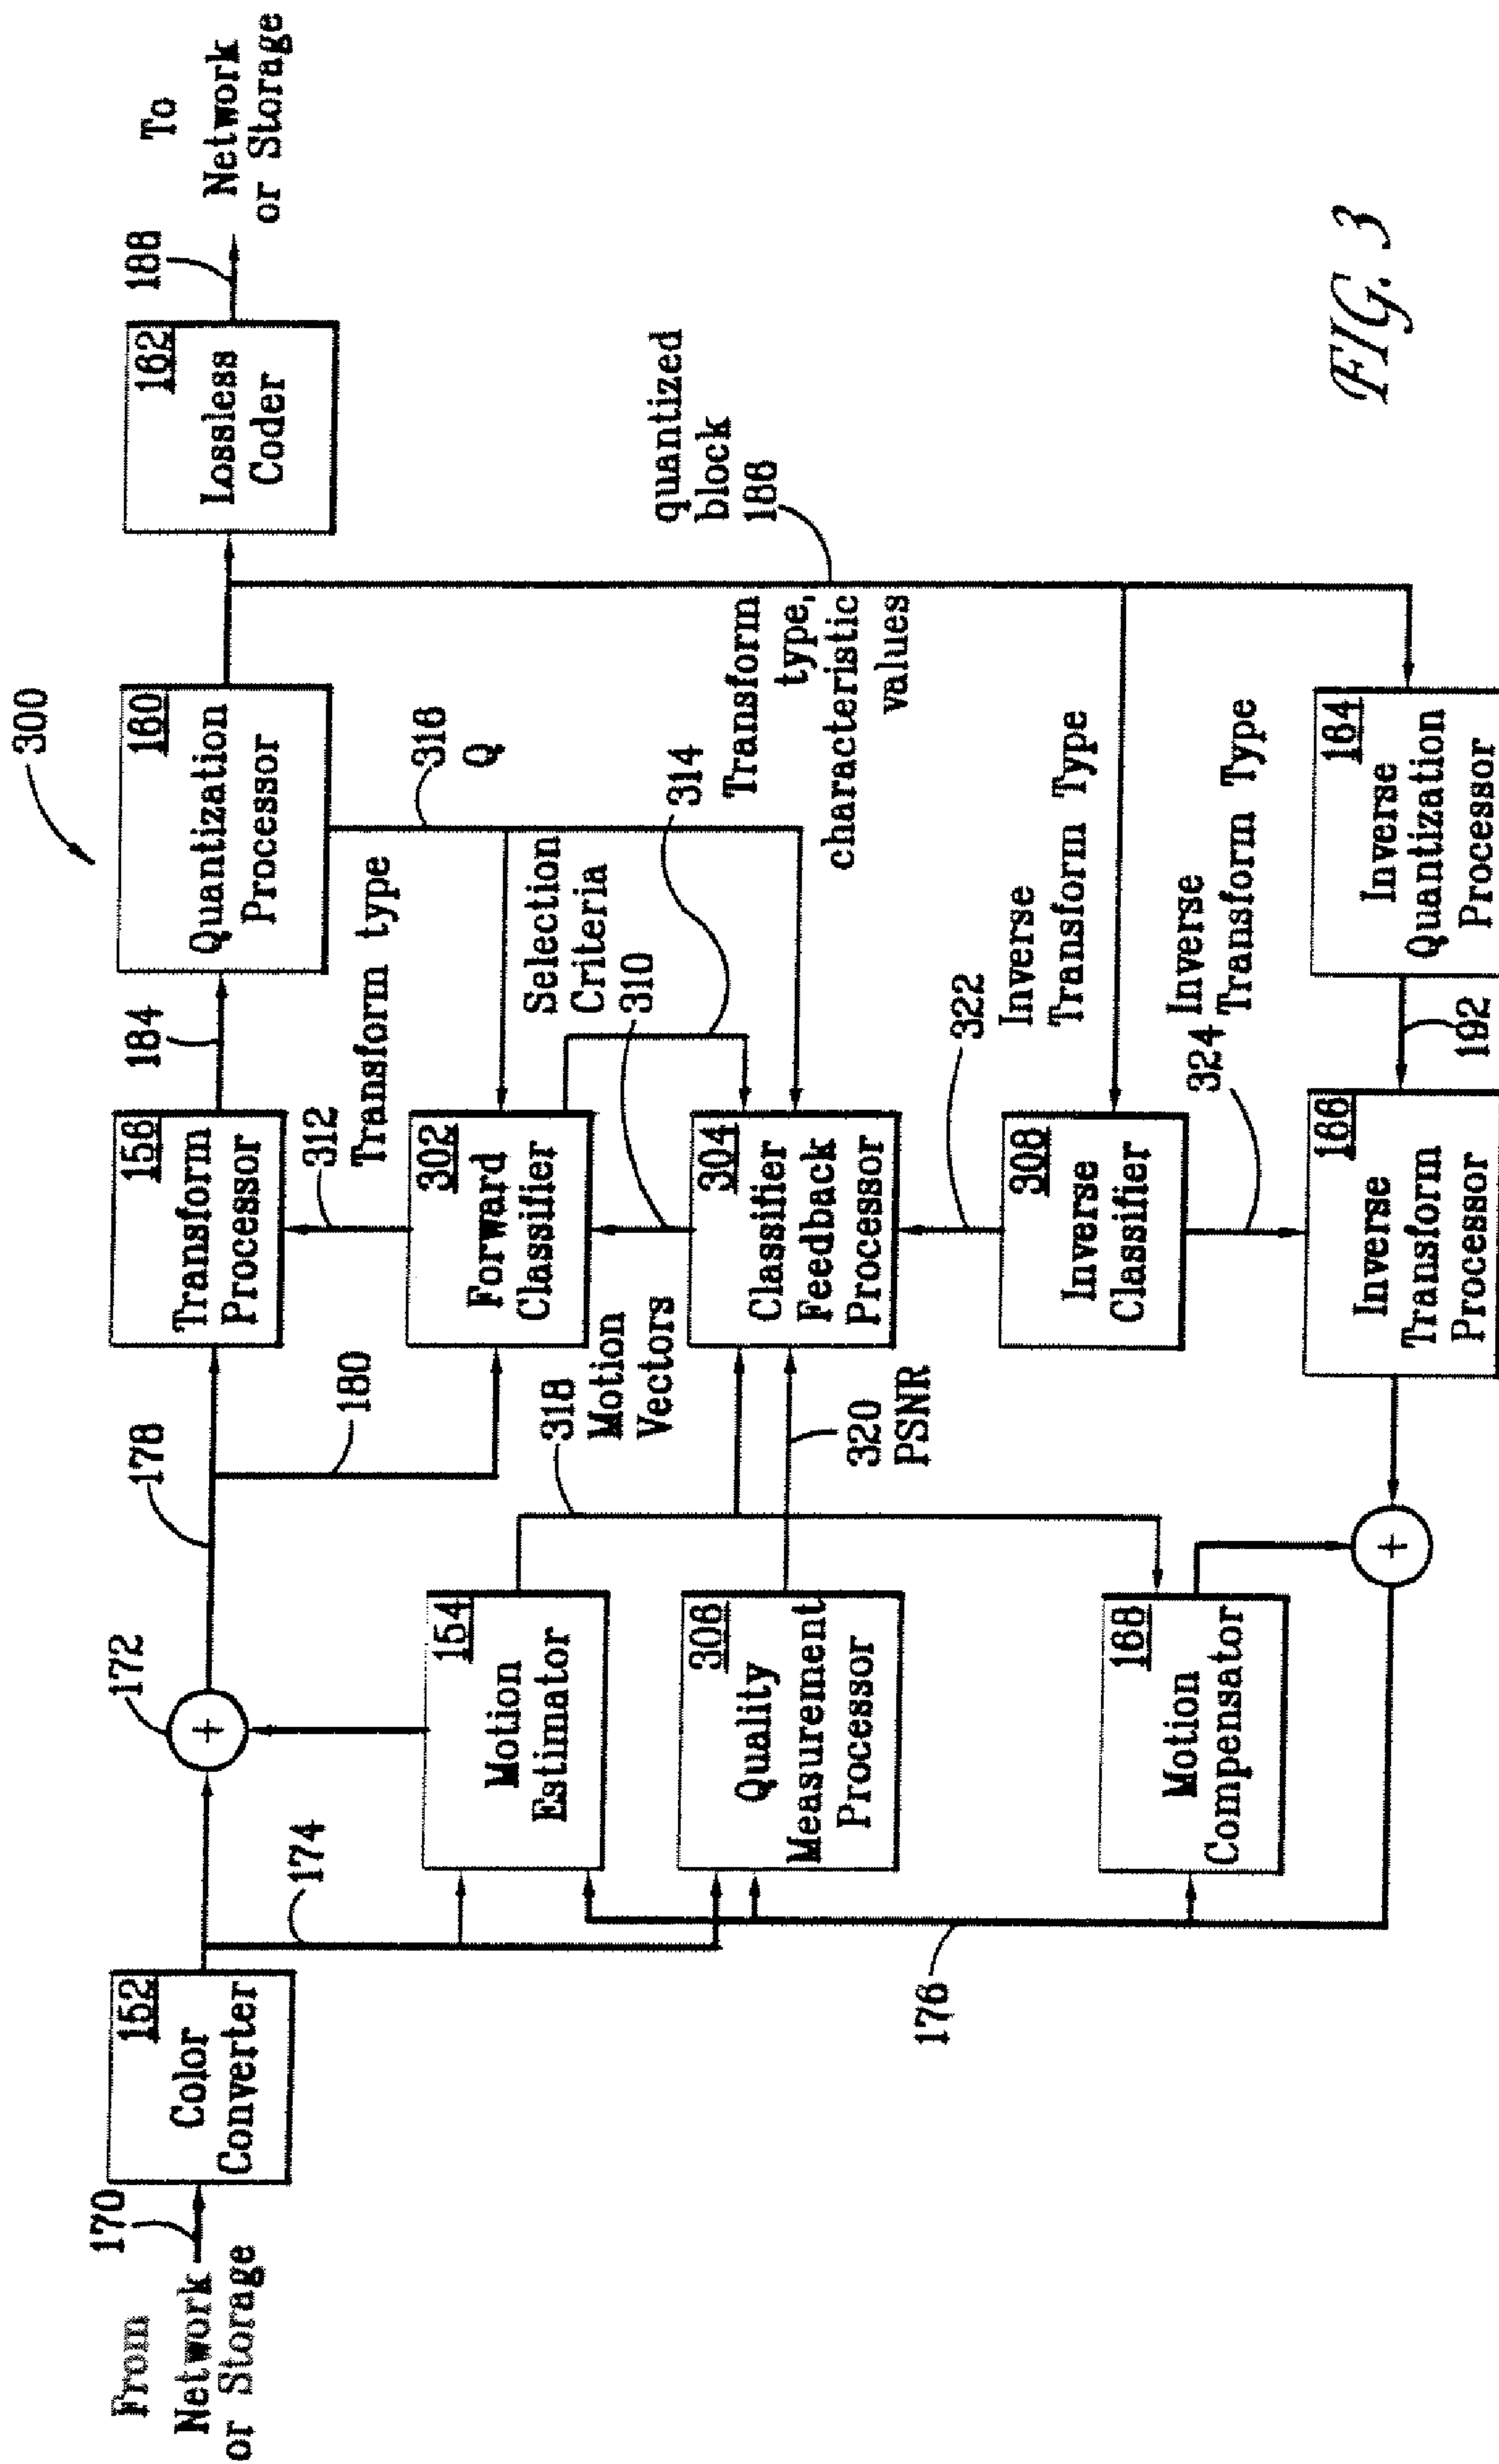 300
From
Network
or Storage
170
152
Color
Converter
174
172
178
180
156
Transform
Processor
184
160
Quantization
Processor
162
Lossless
Coder
188
To
Network
or Storage
312
Transform type
316
Q
154
Motion
Estimator
318
Motion
Vectors
302
Forward
Classifier
Selection
Criteria
310
314
Transform
type,
characteristic
values
quantized
block
186
306
Quality
Measurement
Processor
320
PSNR
304
Classifier
Feedback
Processor
322
Inverse
Transform Type
176
168
Motion
Compensator
308
Inverse
Classifier
324
Inverse
Transform Type
166
Inverse
Transform
Processor
192
164
Inverse
Quantization
Processor
+
+
FIG. 3